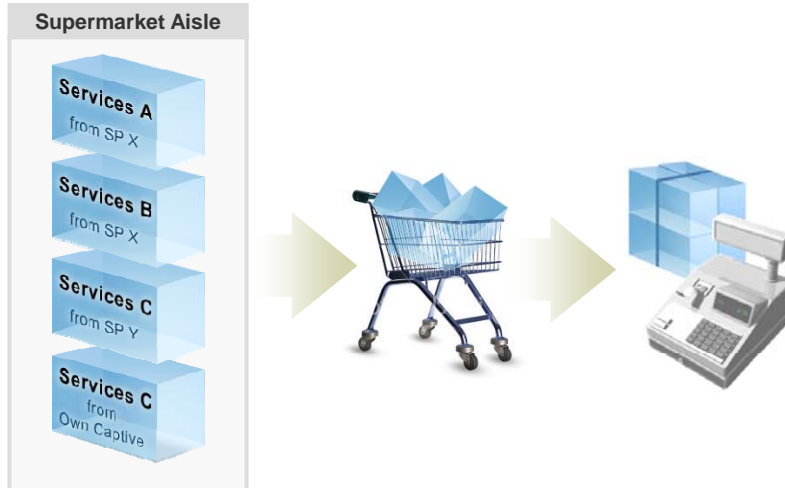 Supermarket Aisle
Services A
from SP X
Services B
from SP X
Services C
from SP Y
Services C
from
Own Captive